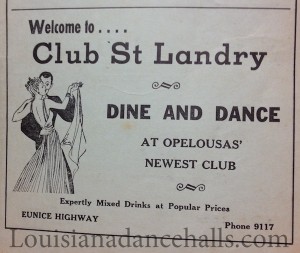 Welcome to....
Club St Landry
DINE AND DANCE
AT OPELOUSAS'
NEWEST CLUB
Expertly Mixed Drinks at Popular Prices
EUNICE HIGHWAY
Phone 9117
Louisianadancehalls.com